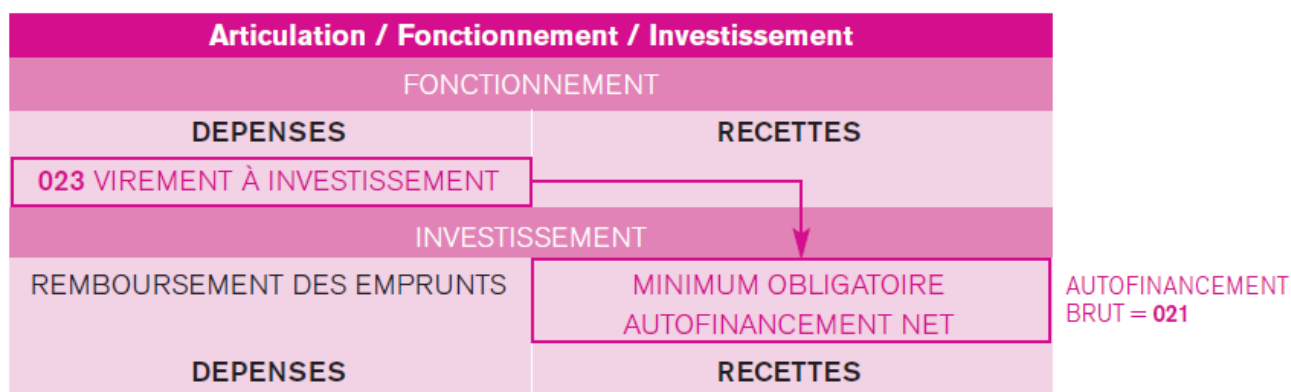 Articulation / Fonctionnement / Investissement
FONCTIONNEMENT
DEPENSES
RECETTES
023 VIREMENT À INVESTISSEMENT
INVESTISSEMENT
REMBOURSEMENT DES EMPRUNTS
MINIMUM OBLIGATOIRE
AUTOFINANCEMENT NET
AUTOFINANCEMENT
BRUT = 021
DEPENSES
RECETTES